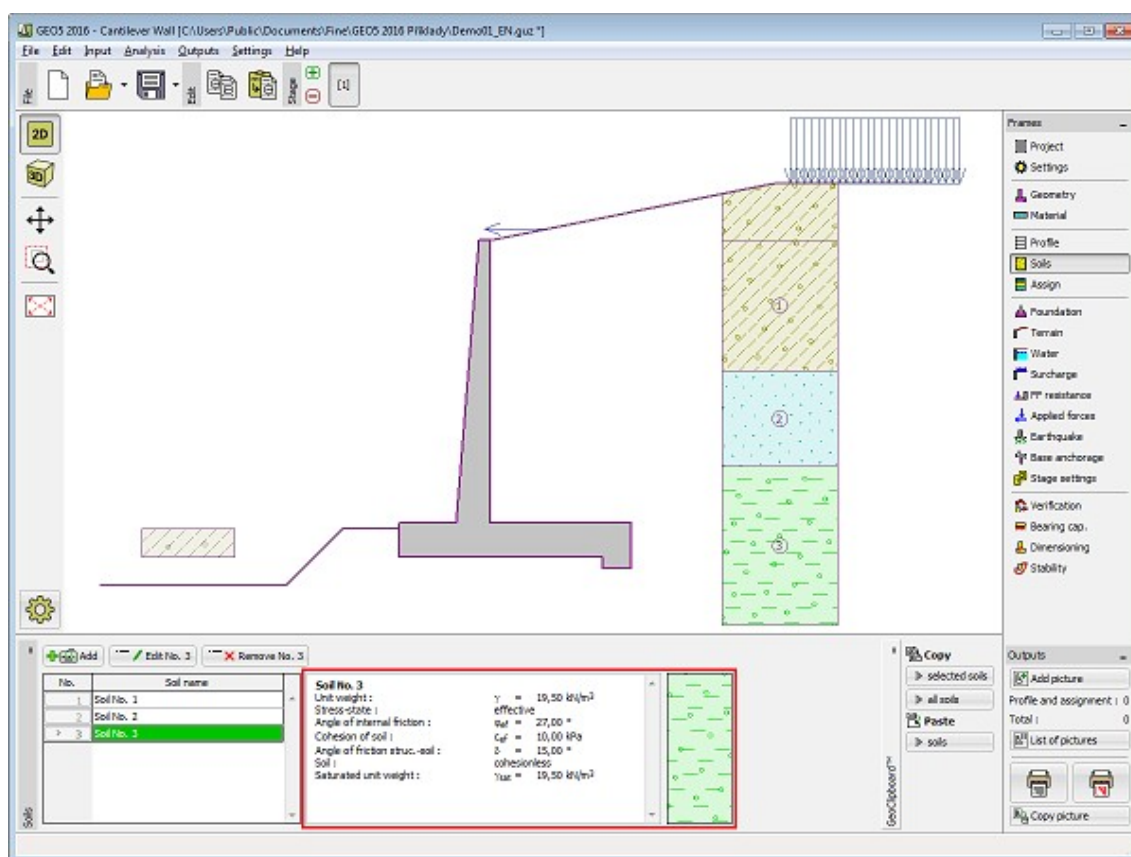 GEO5 2016 - Cantilever Wall [C:\Users\Public\Documents\Fine\GEO5 2016 Příklady\Demo01_EN.guz *]
File Edit Input Analysis Outputs Settings Help
File
Edit
Stage
[1]
2D
3D
1
2
3
Frames
Project
Settings
Geometry
Material
Profile
Soils
Assign
Foundation
Terrain
Water
Surcharge
FF resistance
Applied forces
Earthquake
Base anchorage
Stage settings
Verification
Bearing cap.
Dimensioning
Stability
Soils
Add Edit No. 3 Remove No. 3
No. Soil name
1 Soil No. 1
2 Soil No. 2
> 3 Soil No. 3
Soil No. 3
Unit weight : γ = 19,50 kN/m³
Stress-state : effective
Angle of internal friction : φef = 27,00 °
Cohesion of soil : cef = 10,00 kPa
Angle of friction struc.-soil : δ = 15,00 °
Soil : cohesionless
Saturated unit weight : γsat = 19,50 kN/m³
GeoClipboard™
Copy
selected soils
all soils
Paste
soils
Outputs
Add picture
Profile and assignment : 0
Total : 0
List of pictures
Copy picture